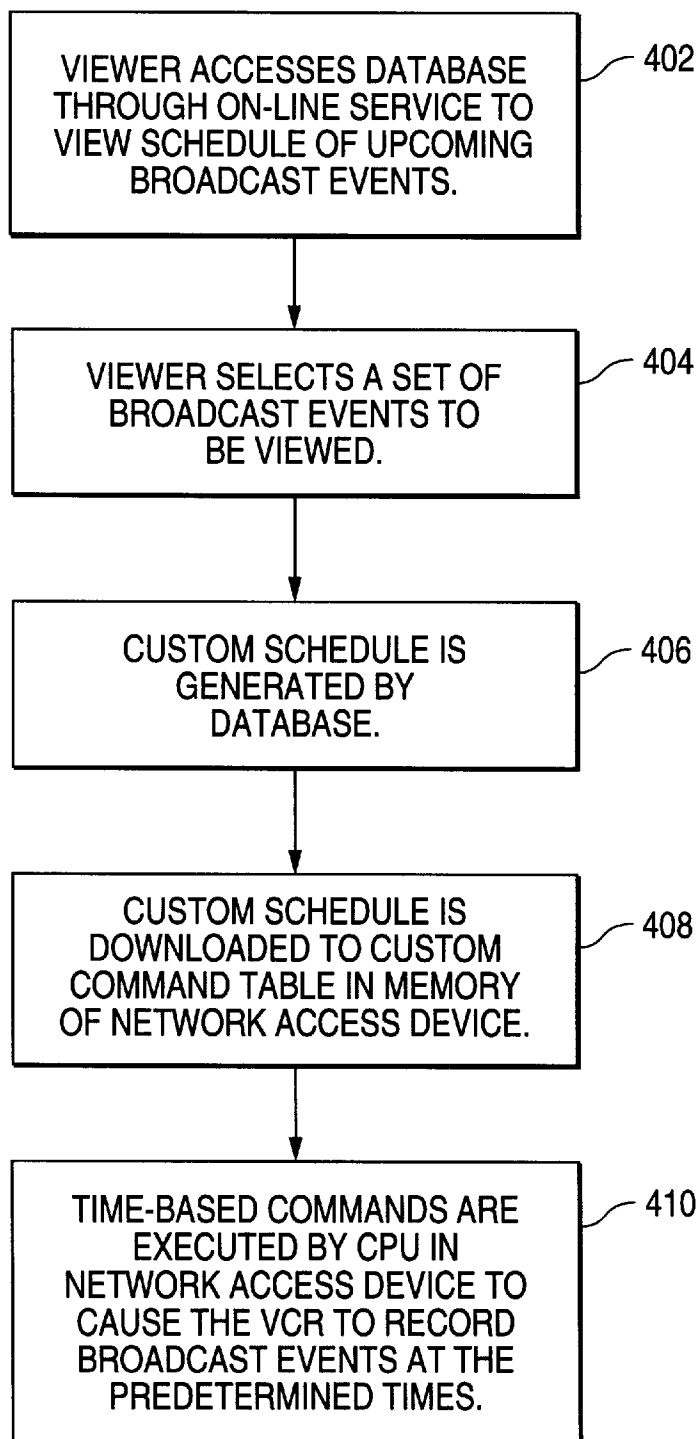 VIEWER ACCESSES DATABASE
THROUGH ON-LINE SERVICE TO
VIEW SCHEDULE OF UPCOMING
BROADCAST EVENTS.
402
VIEWER SELECTS A SET OF
BROADCAST EVENTS TO
BE VIEWED.
404
CUSTOM SCHEDULE IS
GENERATED BY
DATABASE.
406
CUSTOM SCHEDULE IS
DOWNLOADED TO CUSTOM
COMMAND TABLE IN MEMORY
OF NETWORK ACCESS DEVICE.
408
TIME-BASED COMMANDS ARE
EXECUTED BY CPU IN
NETWORK ACCESS DEVICE TO
CAUSE THE VCR TO RECORD
BROADCAST EVENTS AT THE
PREDETERMINED TIMES.
410